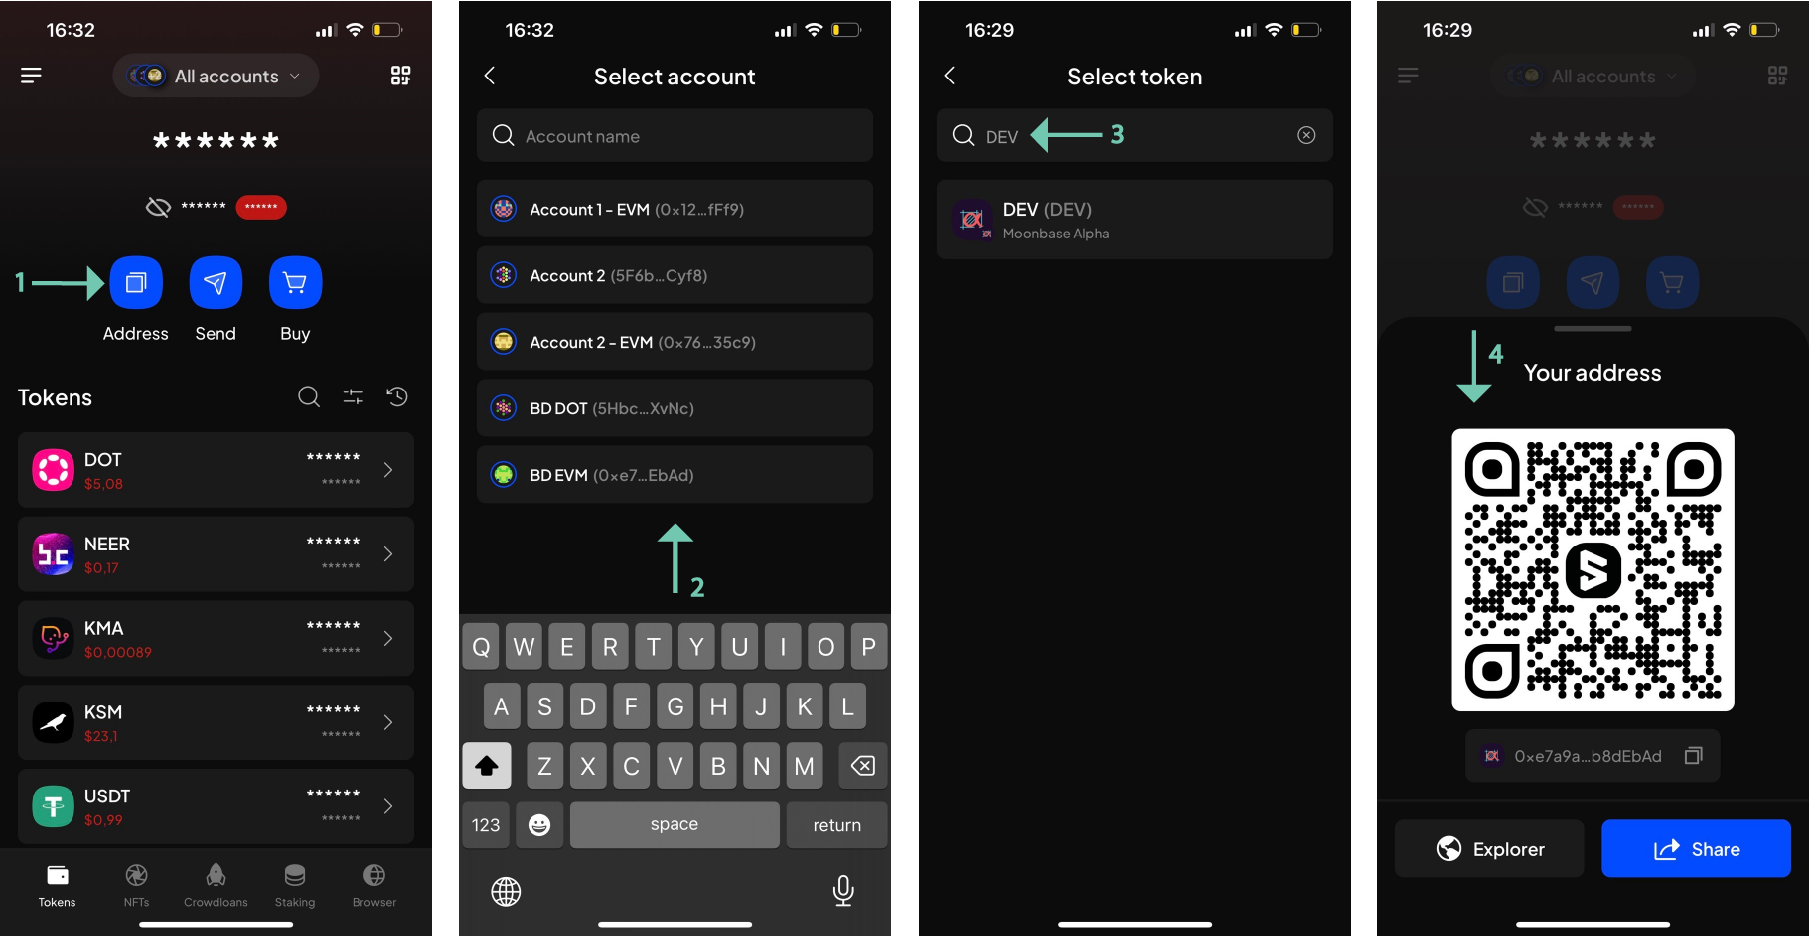 16:32
All accounts
******
****** ******
1
Address
Send
Buy
Tokens
DOT
$5,08
******
******
NEER
$0,17
******
******
KMA
$0,00089
******
******
KSM
$23,1
******
******
USDT
$0,99
******
******
Tokens
NFTs
Crowdloans
Staking
Browser
16:32
Select account
Account name
Account 1 - EVM (0x12...fFf9)
Account 2 (5F6b...Cyf8)
Account 2 - EVM (0x76...35c9)
BD DOT (5Hbc...XvNc)
BD EVM (0xe7...EbAd)
2
Q W E R T Y U I O P
A S D F G H J K L
Z X C V B N M
123
space
return
16:29
Select token
DEV
3
DEV (DEV)
Moonbase Alpha
16:29
All accounts
******
****** ******
4
Your address
0xe7a9a...b8dEbAd
Explorer
Share